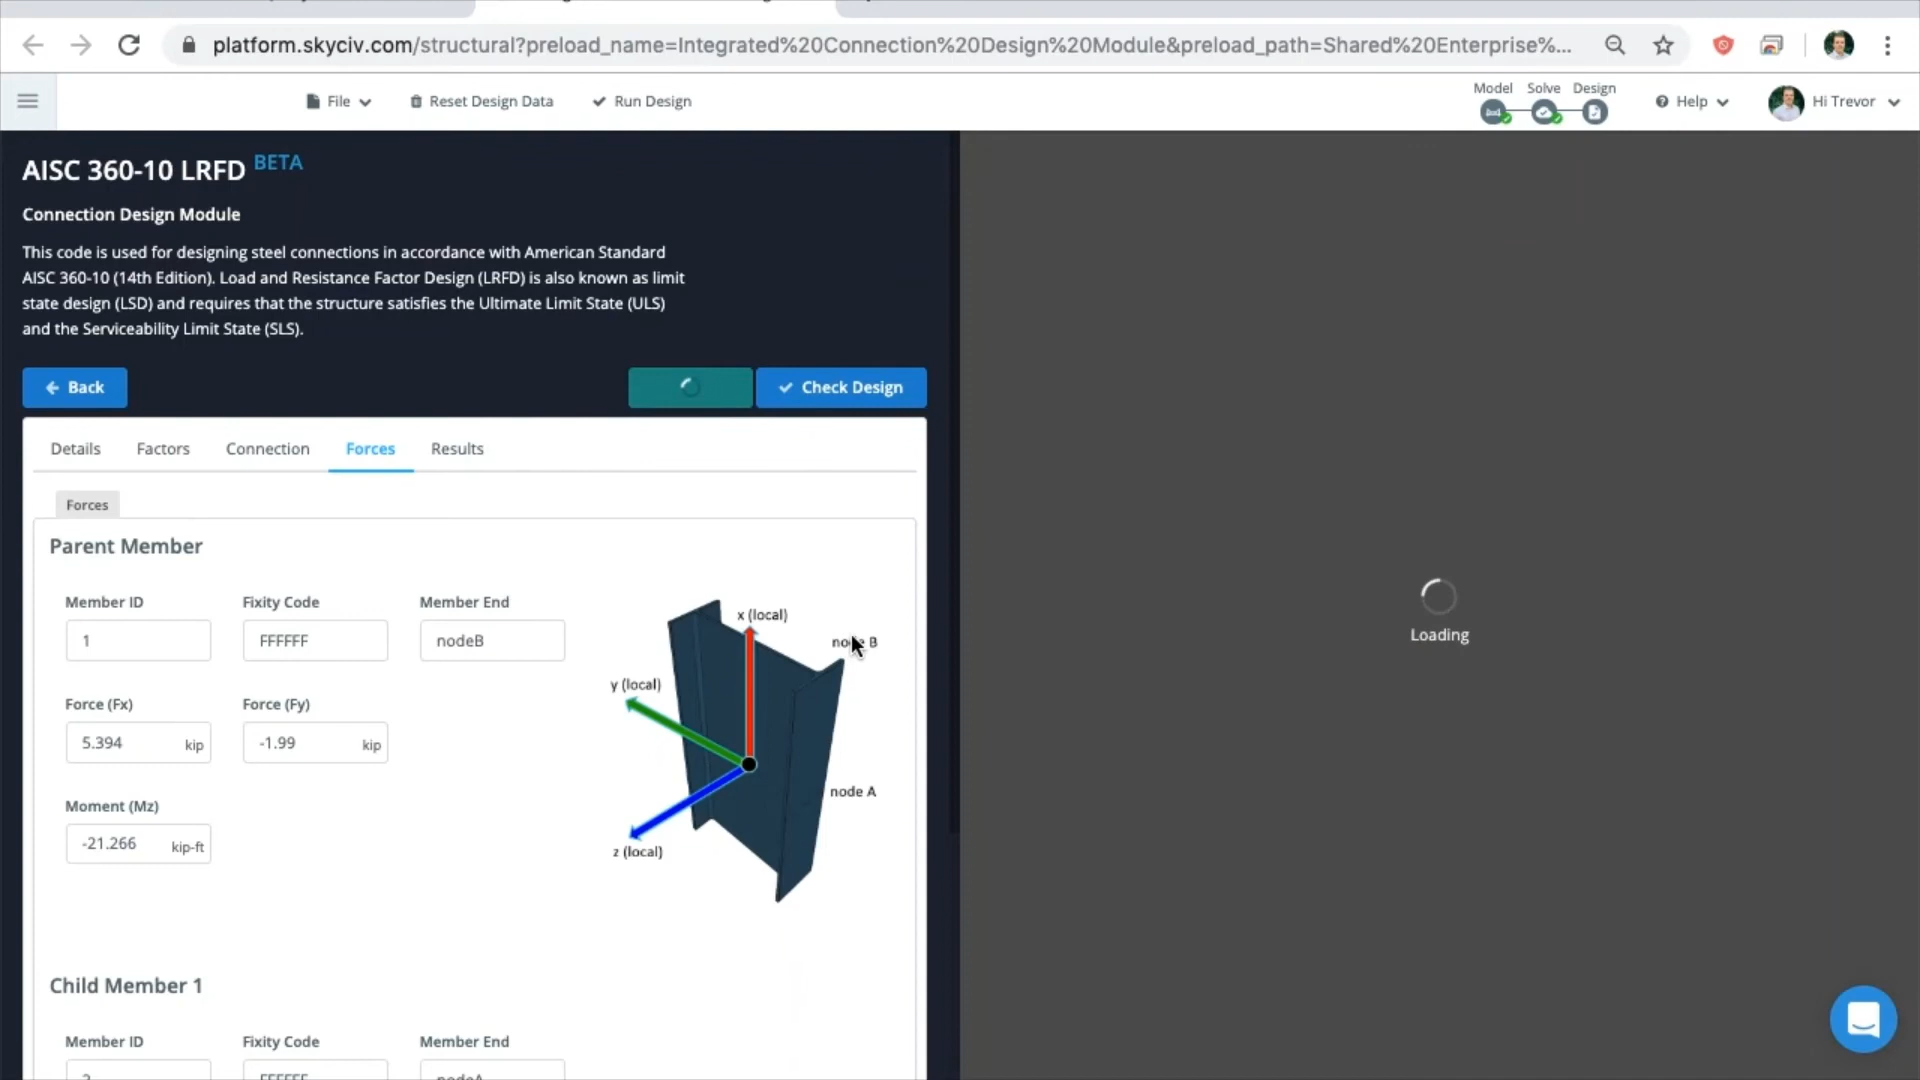 platform.skyciv.com/structural?preload_name=Integrated%20Connection%20Design%20Module&preload_path=Shared%20Enterprise%...
File
Reset Design Data
Run Design
Model
Solve
Design
Help
Hi Trevor
AISC 360-10 LRFD BETA
Connection Design Module
This code is used for designing steel connections in accordance with American Standard
AISC 360-10 (14th Edition). Load and Resistance Factor Design (LRFD) is also known as limit
state design (LSD) and requires that the structure satisfies the Ultimate Limit State (ULS)
and the Serviceability Limit State (SLS).
Back
Check Design
Details
Factors
Connection
Forces
Results
Forces
Parent Member
Member ID
Fixity Code
Member End
1
FFFFFF
nodeB
Force (Fx)
Force (Fy)
5.394 kip
-1.99 kip
Moment (Mz)
-21.266 kip-ft
x (local)
node B
y (local)
node A
z (local)
Loading
Child Member 1
Member ID
Fixity Code
Member End
FFFFFF
nodeA